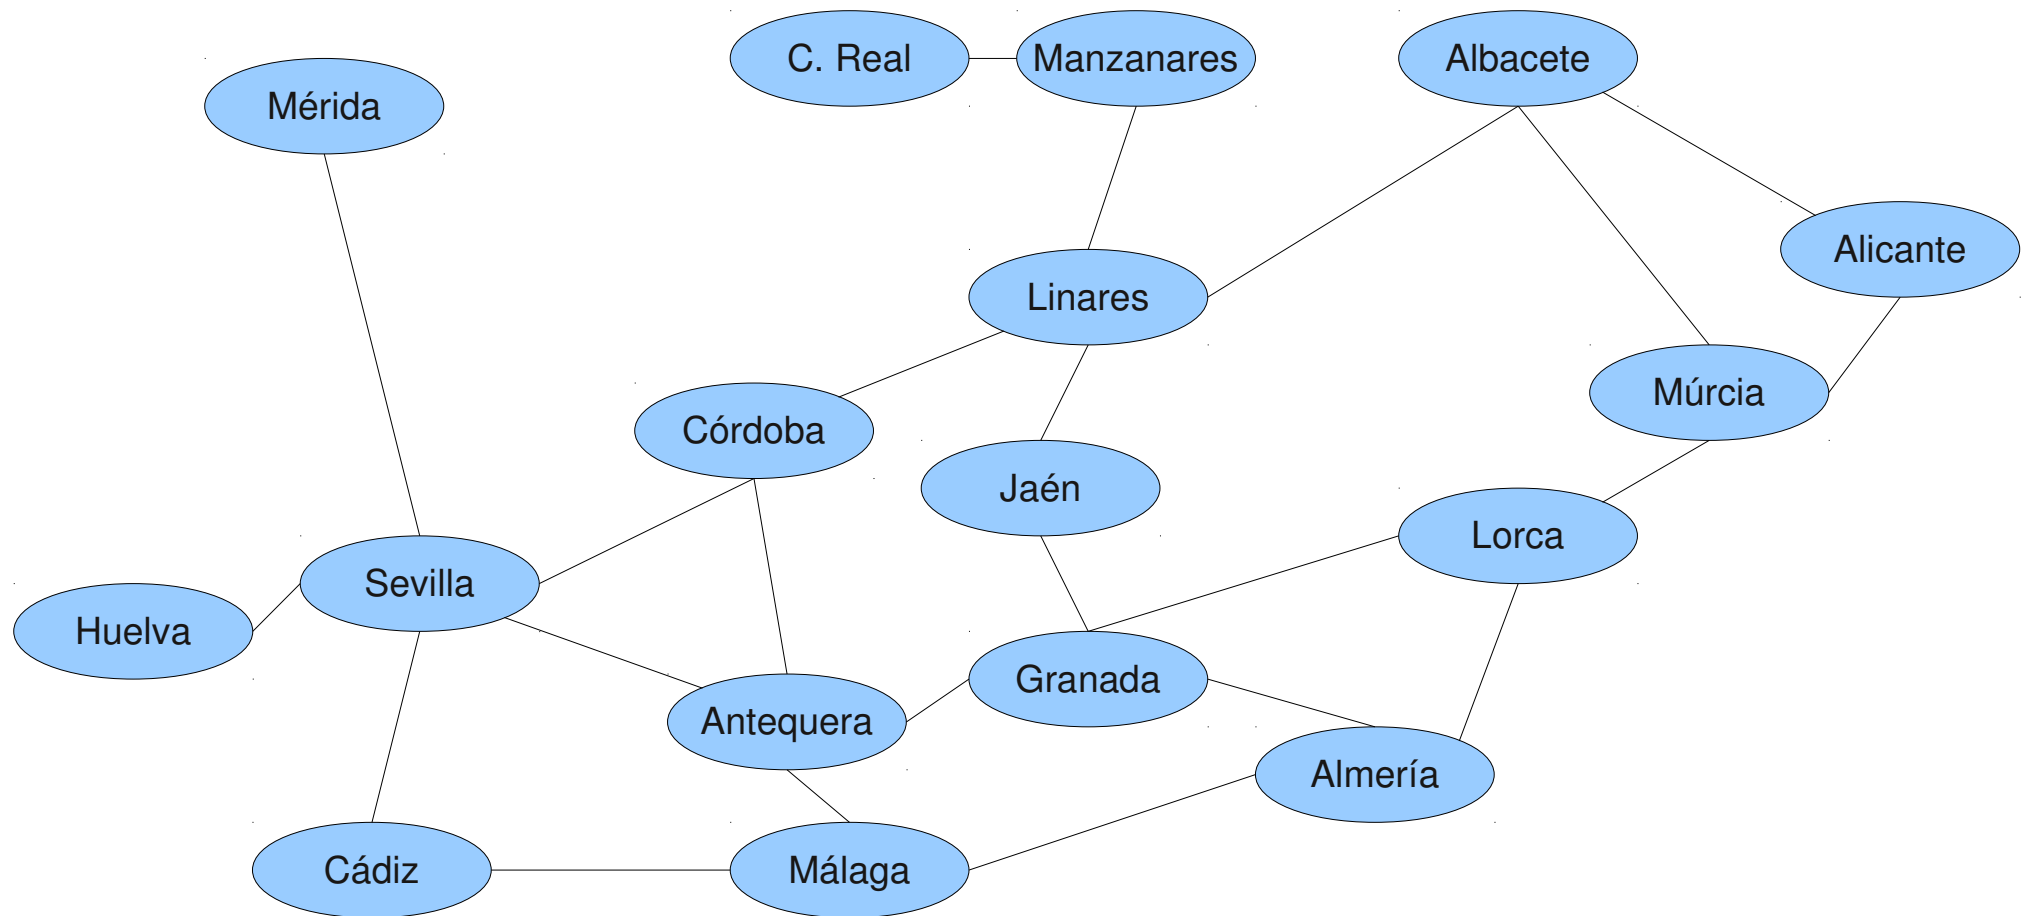 C. Real
Manzanares
Albacete
Mérida
Alicante
Linares
Múrcia
Córdoba
Jaén
Lorca
Sevilla
Huelva
Granada
Antequera
Almería
Cádiz
Málaga